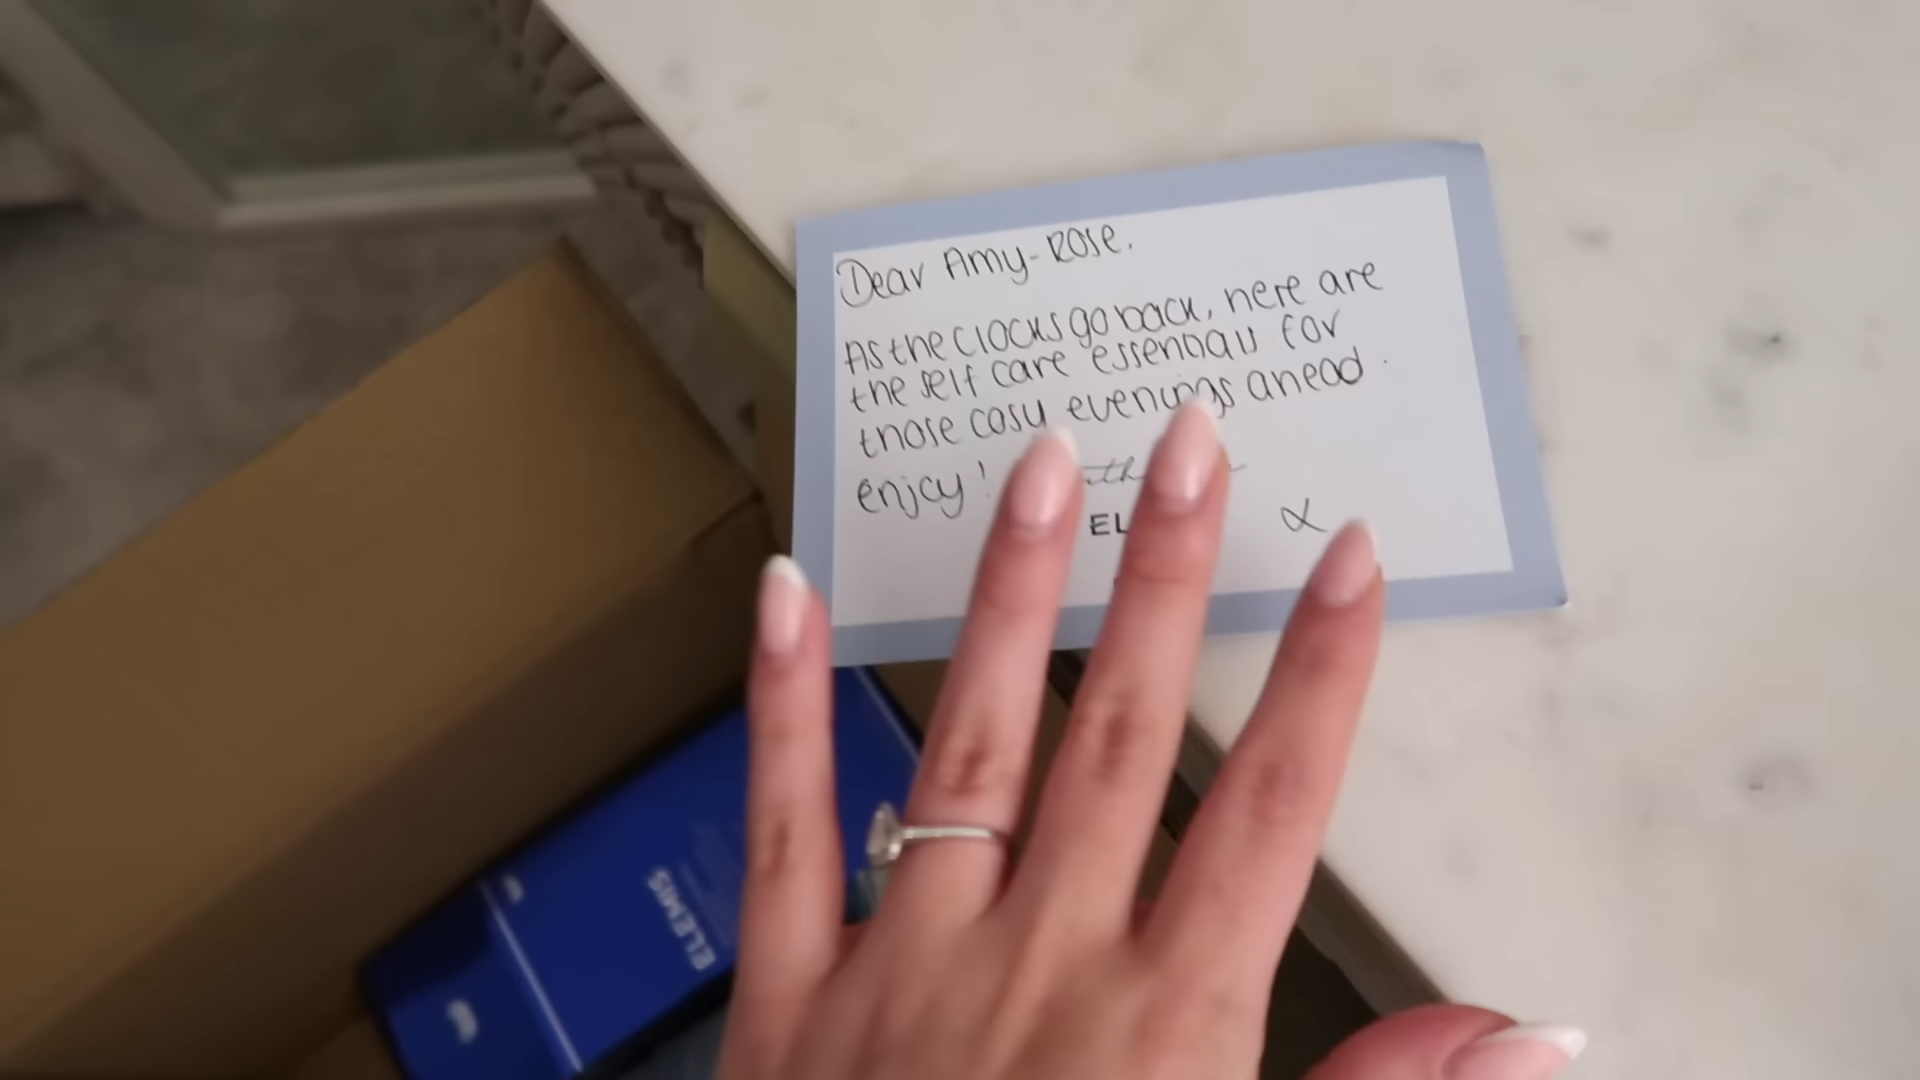 Dear Amy-Rose.
As the clocks go back, here are
the self care essentials for
those cosy evenings ahead.
enjoy!
x
ELEMIS